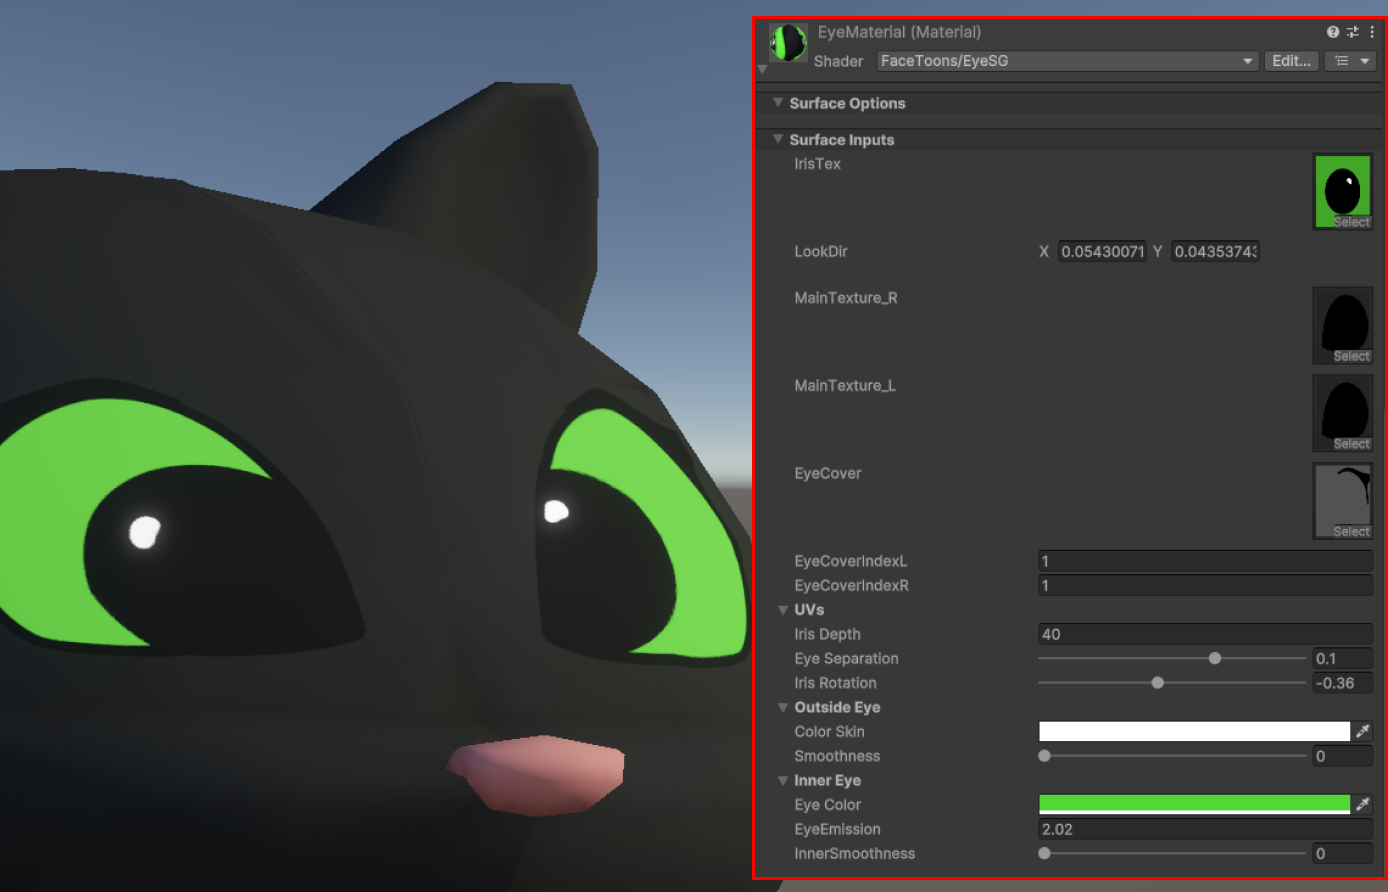 EyeMaterial (Material)
Shader FaceToons/EyeSG Edit...
Surface Options
Surface Inputs
IrisTex
Select
LookDir X 0.05430071 Y 0.04353743
MainTexture_R
Select
MainTexture_L
Select
EyeCover
Select
EyeCoverIndexL 1
EyeCoverIndexR 1
UVs
Iris Depth 40
Eye Separation 0.1
Iris Rotation -0.36
Outside Eye
Color Skin
Smoothness 0
Inner Eye
Eye Color
EyeEmission 2.02
InnerSmoothness 0